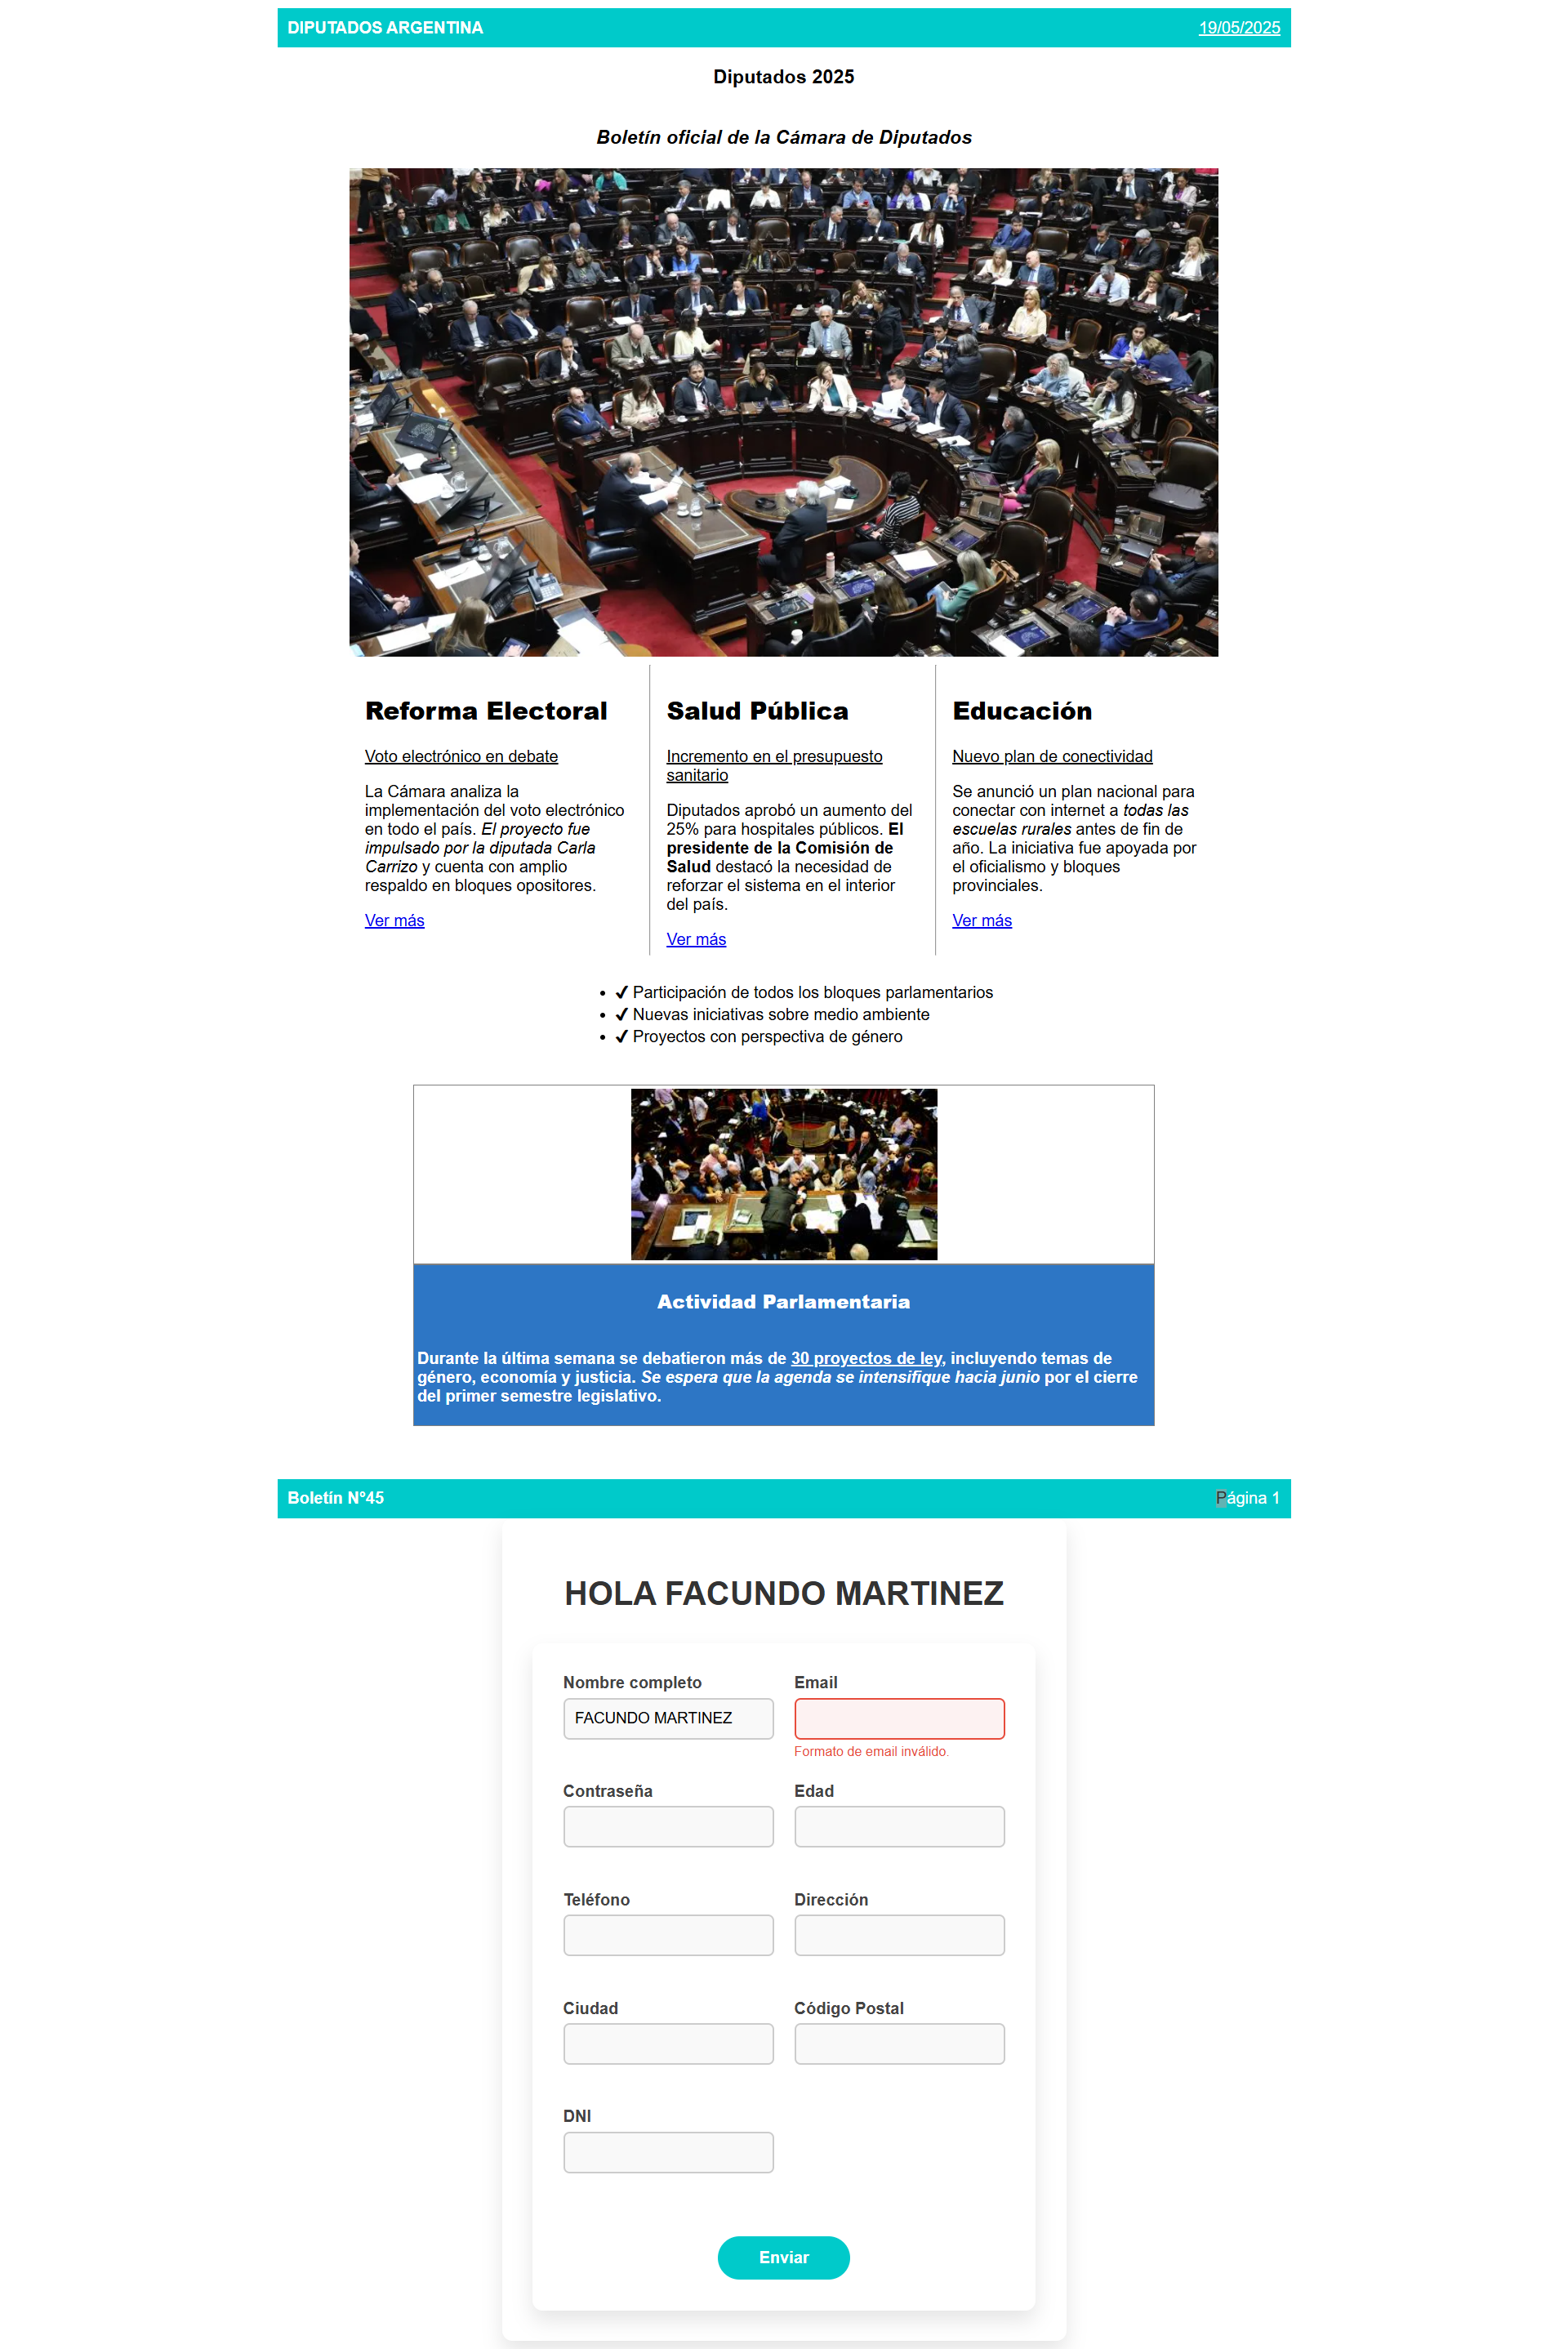 DIPUTADOS ARGENTINA
19/05/2025
Diputados 2025
Boletín oficial de la Cámara de Diputados
Reforma Electoral
Voto electrónico en debate
La Cámara analiza la
implementación del voto electrónico
en todo el país. El proyecto fue
impulsado por la diputada Carla
Carrizo y cuenta con amplio
respaldo en bloques opositores.
Ver más
Salud Pública
Incremento en el presupuesto
sanitario
Diputados aprobó un aumento del
25% para hospitales públicos. El
presidente de la Comisión de
Salud destacó la necesidad de
reforzar el sistema en el interior
del país.
Ver más
Educación
Nuevo plan de conectividad
Se anunció un plan nacional para
conectar con internet a todas las
escuelas rurales antes de fin de
año. La iniciativa fue apoyada por
el oficialismo y bloques
provinciales.
Ver más
• ✔ Participación de todos los bloques parlamentarios
• ✔ Nuevas iniciativas sobre medio ambiente
• ✔ Proyectos con perspectiva de género
Actividad Parlamentaria
Durante la última semana se debatieron más de 30 proyectos de ley, incluyendo temas de
género, economía y justicia. Se espera que la agenda se intensifique hacia junio por el cierre
del primer semestre legislativo.
Boletín N°45
Página 1
HOLA FACUNDO MARTINEZ
Nombre completo
FACUNDO MARTINEZ
Email
Formato de email inválido.
Contraseña
Edad
Teléfono
Dirección
Ciudad
Código Postal
DNI
Enviar